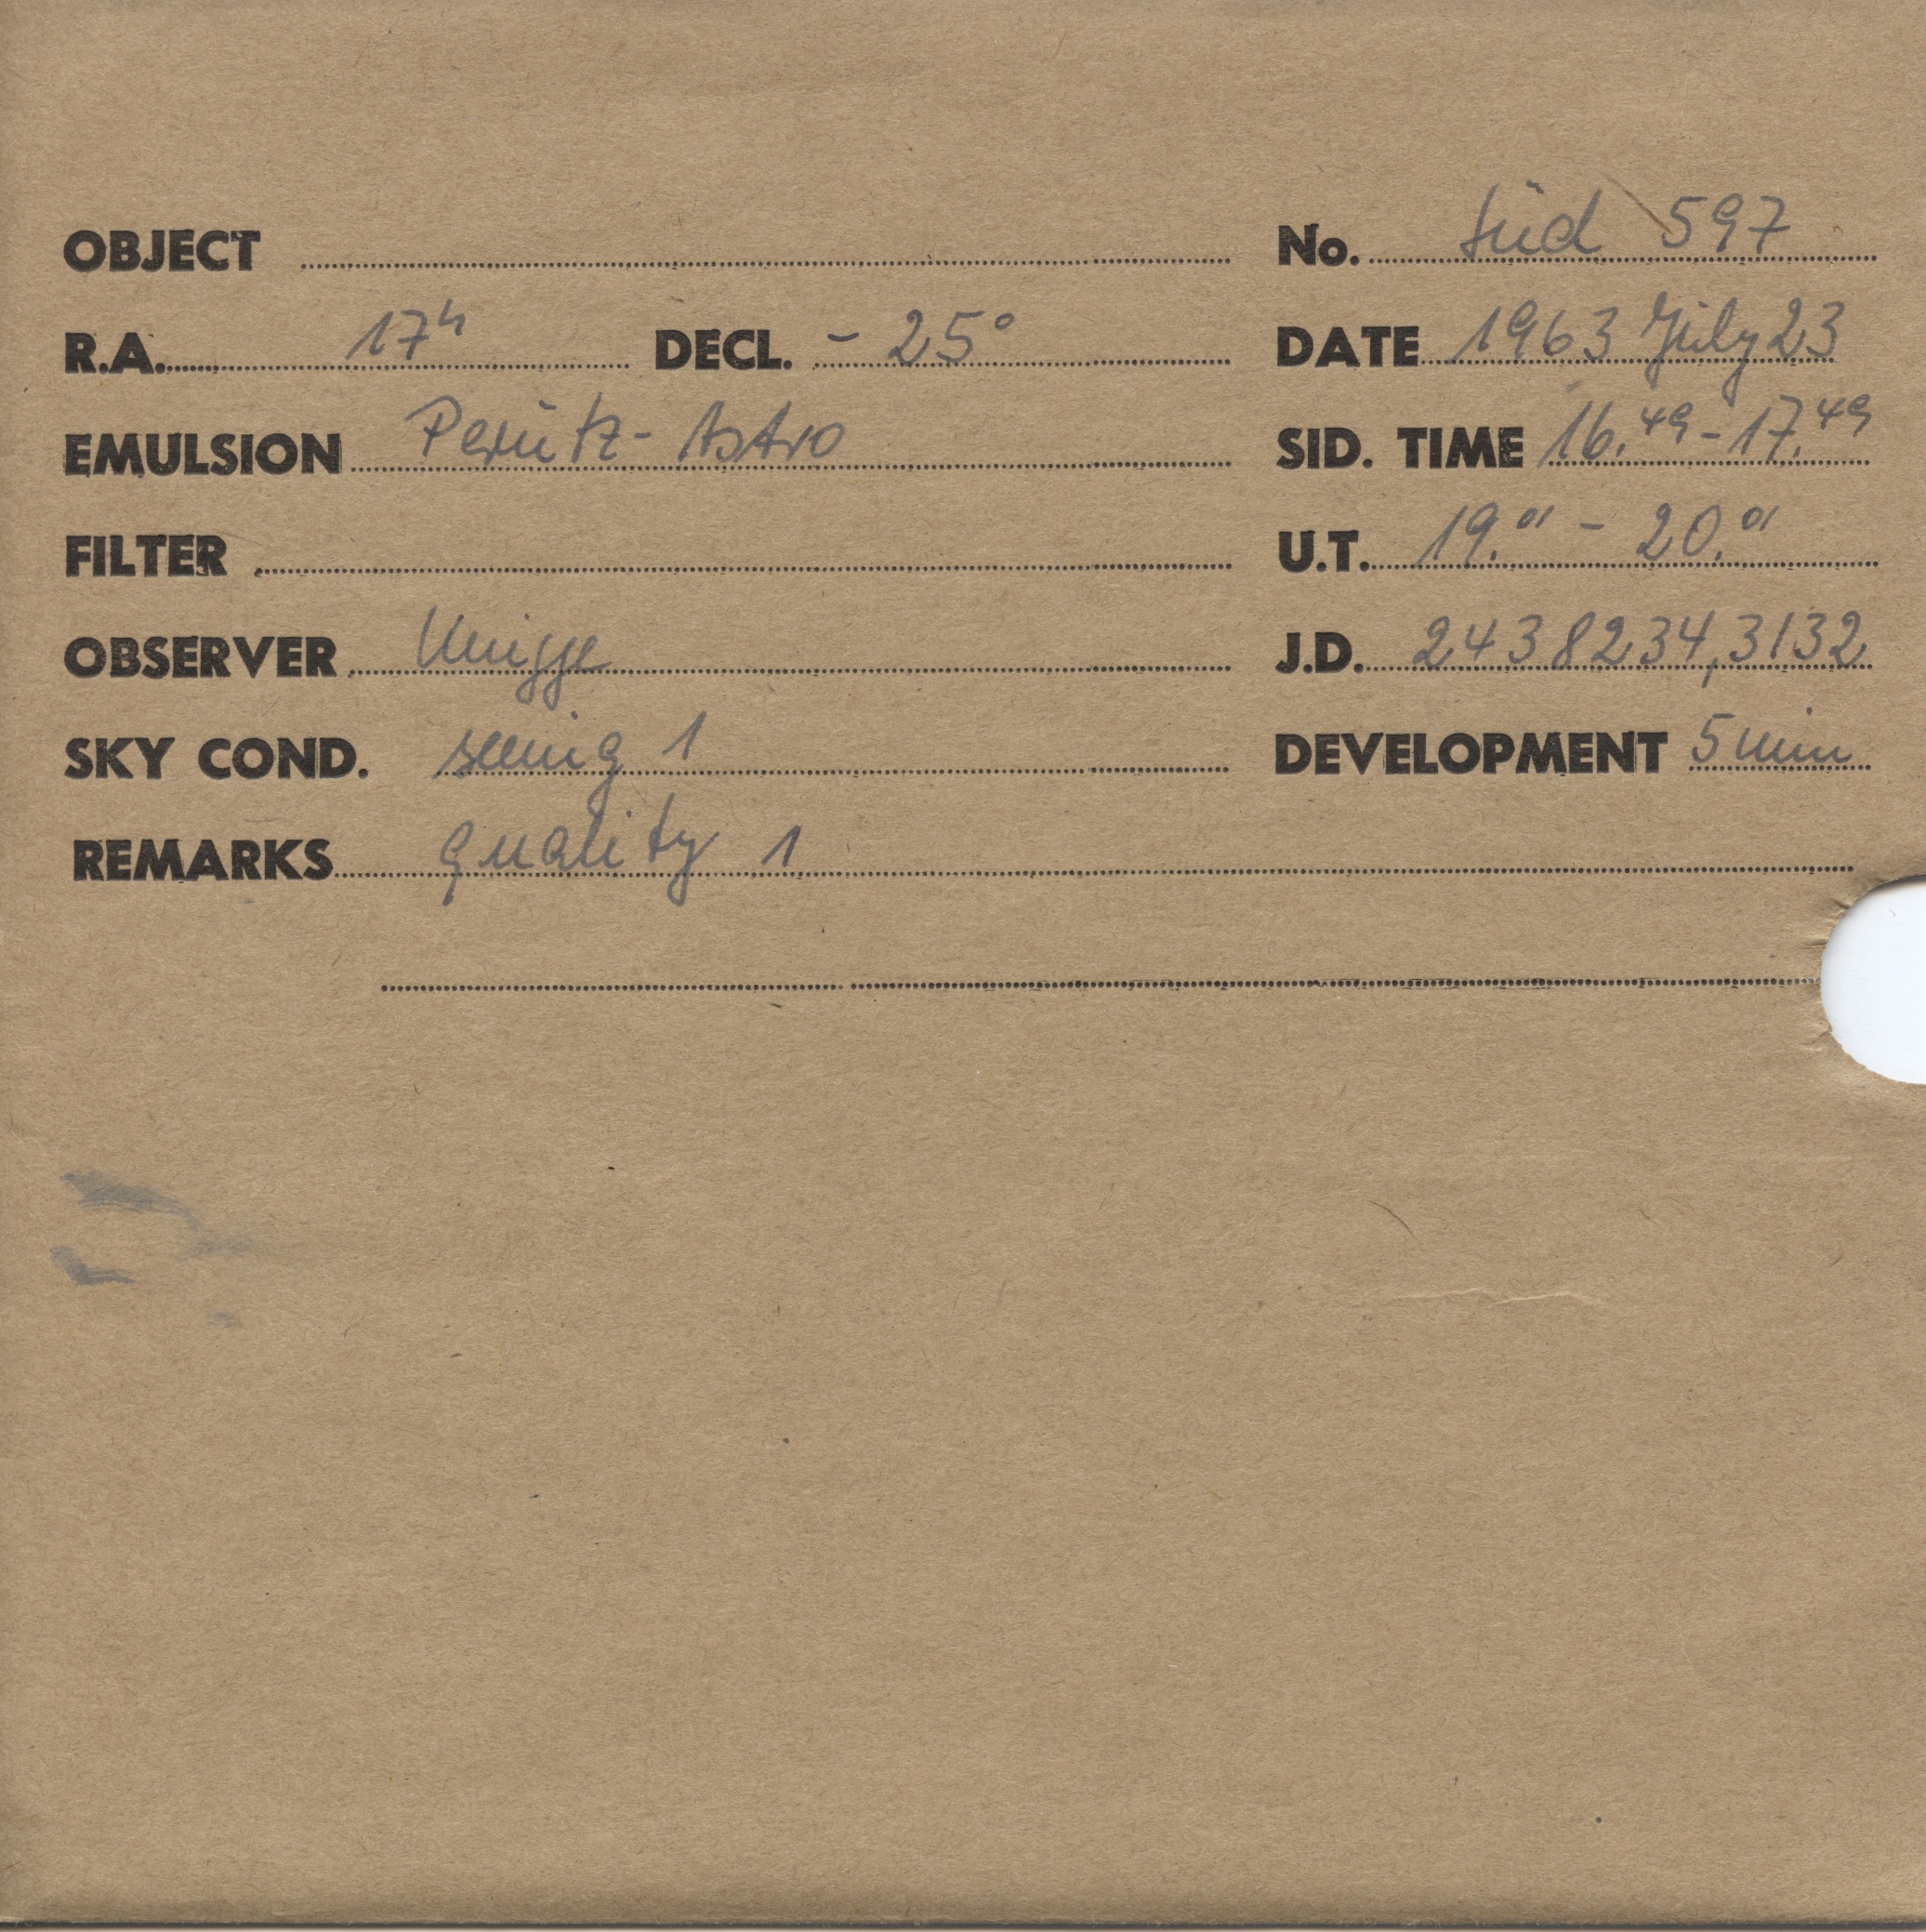 OBJECT No. Süd 597
R.A. 17h DECL. - 25° DATE 1963 July 23
EMULSION Perutz-Astro SID. TIME 16.49-17.49
FILTER U.T. 19.01 - 20.01
OBSERVER J.D. 2438234,3132
SKY COND. seeing 1 DEVELOPMENT 5 min
REMARKS quality 1